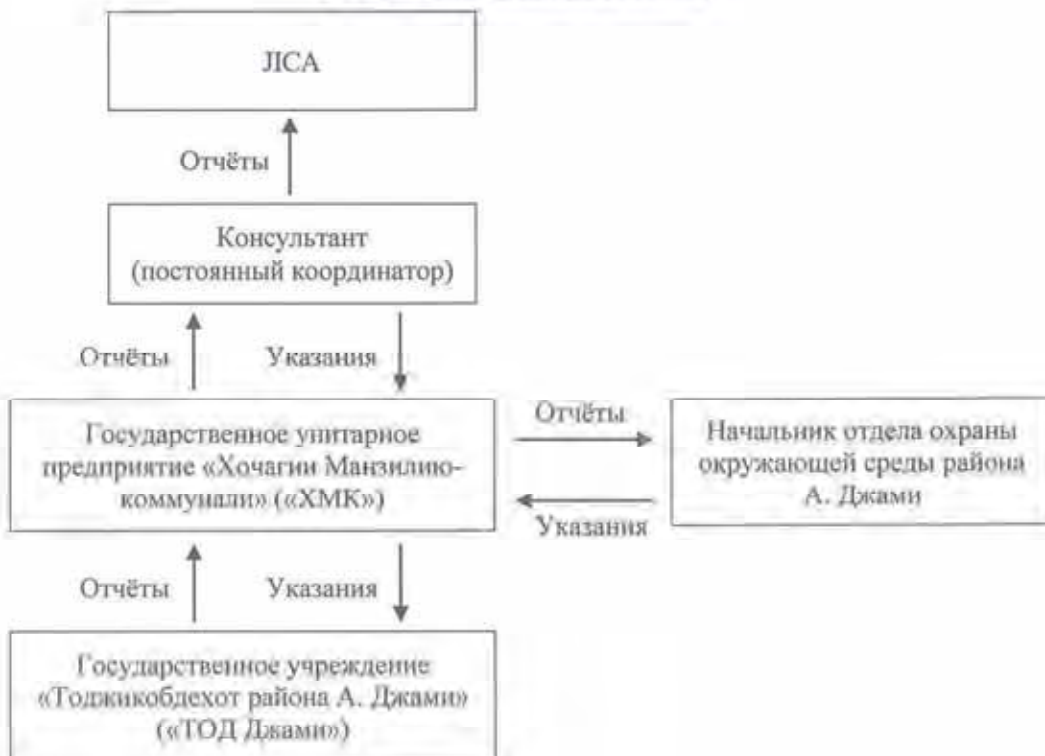 JICA
Отчёты
Консультант
(постоянный координатор)
Отчёты
Указания
Государственное унитарное
предприятие «Хочагии Манзилию-
коммунали» («ХМК»)
Отчёты
Указания
Начальник отдела охраны
окружающей среды района
А. Джами
Отчёты
Указания
Государственное учреждение
«Тоджикобдехот района А. Джами»
(«ТОД Джами»)